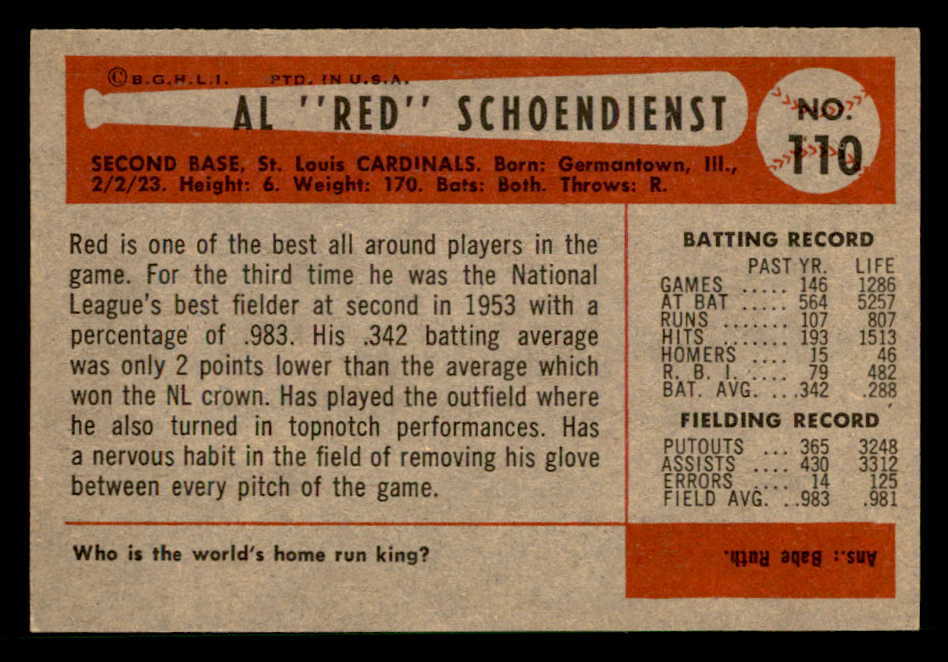 ©B.G.H.L.I. PTD. IN U.S.A.
AL "RED" SCHOENDIENST
NO.
110
SECOND BASE, St. Louis CARDINALS. Born: Germantown, Ill.,
2/2/23. Height: 6. Weight: 170. Bats: Both. Throws: R.
Red is one of the best all around players in the
game. For the third time he was the National
League's best fielder at second in 1953 with a
percentage of .983. His .342 batting average
was only 2 points lower than the average which
won the NL crown. Has played the outfield where
he also turned in topnotch performances. Has
a nervous habit in the field of removing his glove
between every pitch of the game.
BATTING RECORD
PAST YR. LIFE
GAMES ..... 146 1286
AT BAT ..... 564 5257
RUNS ....... 107 807
HITS ....... 193 1513
HOMERS .... 15 46
R. B. I. .... 79 482
BAT. AVG. ...342 .288
FIELDING RECORD
PUTOUTS ... 365 3248
ASSISTS .... 430 3312
ERRORS .... 14 125
FIELD AVG. ..983 .981
Who is the world's home run king?
Ans.: Babe Ruth.